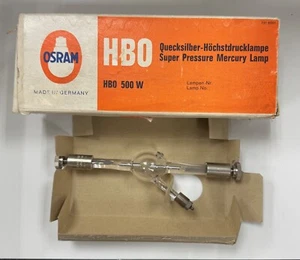 OSRAM
MADE IN GERMANY
HBO
HBO 500 W
Quecksilber-Höchstdrucklampe
Super Pressure Mercury Lamp
Lampen-Nr.
Lamp No.: